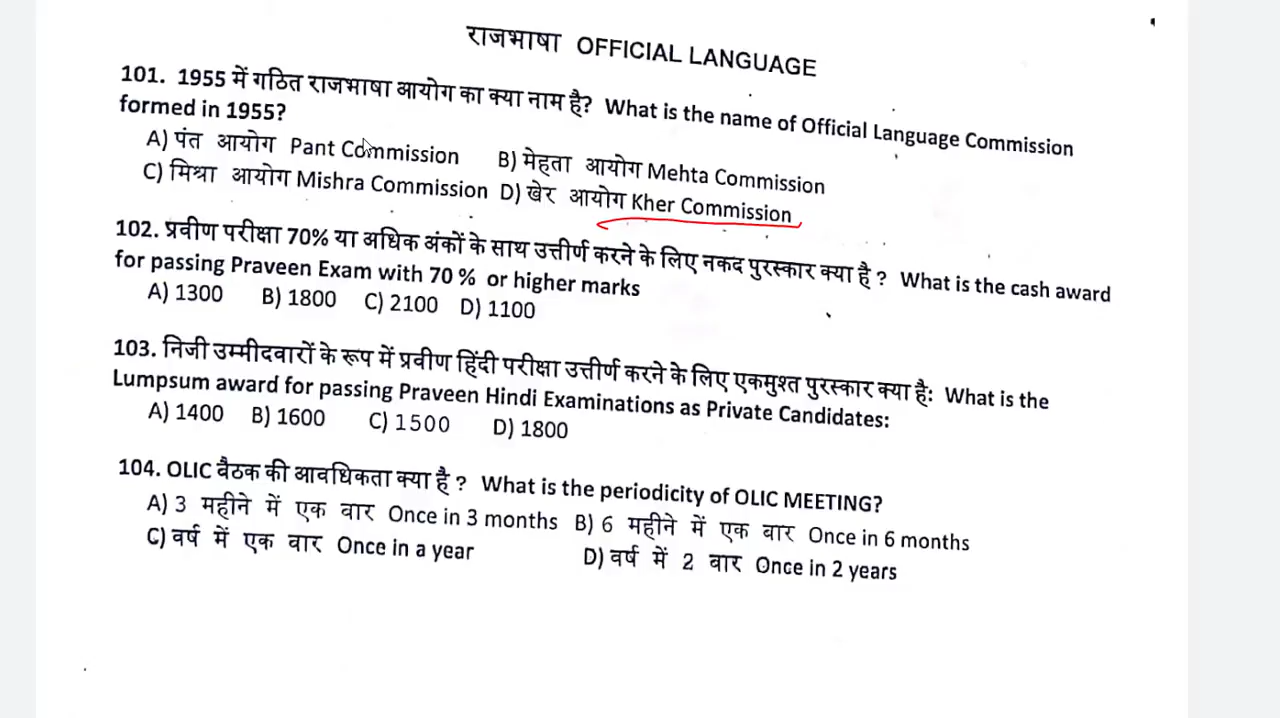 राजभाषा OFFICIAL LANGUAGE
101. 1955 में गठित राजभाषा आयोग का क्या नाम है? What is the name of Official Language Commission
formed in 1955?
A) पंत आयोग Pant Commission B) मेहता आयोग Mehta Commission
C) मिश्रा आयोग Mishra Commission D) खेर आयोग Kher Commission
102. प्रवीण परीक्षा 70% या अधिक अंकों के साथ उत्तीर्ण करने के लिए नकद पुरस्कार क्या है ? What is the cash award
for passing Praveen Exam with 70 % or higher marks
A) 1300 B) 1800 C) 2100 D) 1100
103. निजी उम्मीदवारों के रूप में प्रवीण हिंदी परीक्षा उत्तीर्ण करने के लिए एकमुश्त पुरस्कार क्या है: What is the
Lumpsum award for passing Praveen Hindi Examinations as Private Candidates:
A) 1400 B) 1600 C) 1500 D) 1800
104. OLIC बैठक की आवधिकता क्या है ? What is the periodicity of OLIC MEETING?
A) 3 महीने में एक वार Once in 3 months B) 6 महीने में एक वार Once in 6 months
C) वर्ष में एक वार Once in a year D) वर्ष में 2 वार Once in 2 years